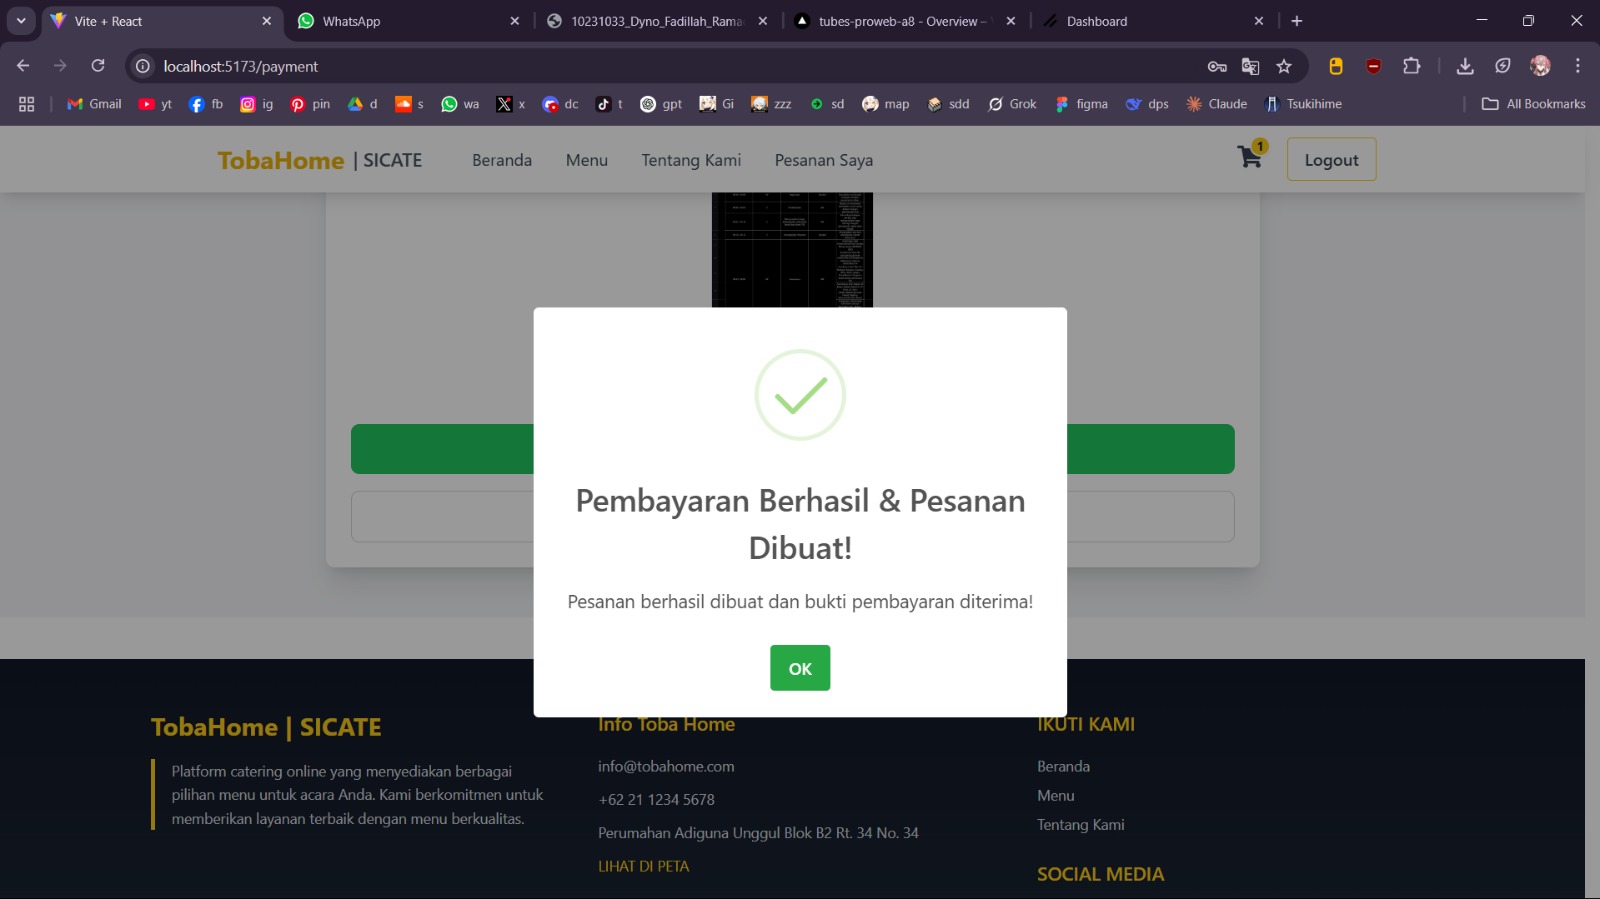 Vite + React
WhatsApp
10231033_Dyno_Fadillah_Rama
tubes-proweb-a8 - Overview –
Dashboard
localhost:5173/payment
Gmail yt fb ig pin d s wa x dc t gpt Gi zzz sd map sdd Grok figma dps Claude Tsukihime All Bookmarks
TobaHome | SICATE Beranda Menu Tentang Kami Pesanan Saya 1 Logout
Pembayaran Berhasil & Pesanan
Dibuat!
Pesanan berhasil dibuat dan bukti pembayaran diterima!
OK
TobaHome | SICATE
Platform catering online yang menyediakan berbagai
pilihan menu untuk acara Anda. Kami berkomitmen untuk
memberikan layanan terbaik dengan menu berkualitas.
Info Toba Home
info@tobahome.com
+62 21 1234 5678
Perumahan Adiguna Unggul Blok B2 Rt. 34 No. 34
LIHAT DI PETA
IKUTI KAMI
Beranda
Menu
Tentang Kami
SOCIAL MEDIA